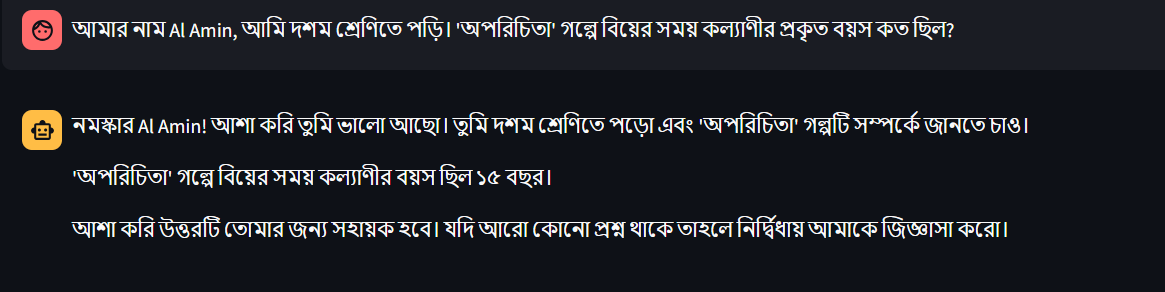 আমার নাম Al Amin, আমি দশম শ্রেণিতে পড়ি। 'অপরিচিতা' গল্পে বিয়ের সময় কল্যাণীর প্রকৃত বয়স কত ছিল?
নমস্কার Al Amin! আশা করি তুমি ভালো আছো। তুমি দশম শ্রেণিতে পড়ো এবং 'অপরিচিতা' গল্পটি সম্পর্কে জানতে চাও।
'অপরিচিতা' গল্পে বিয়ের সময় কল্যাণীর বয়স ছিল ১৫ বছর।
আশা করি উত্তরটি তোমার জন্য সহায়ক হবে। যদি আরো কোনো প্রশ্ন থাকে তাহলে নির্দ্বিধায় আমাকে জিজ্ঞাসা করো।